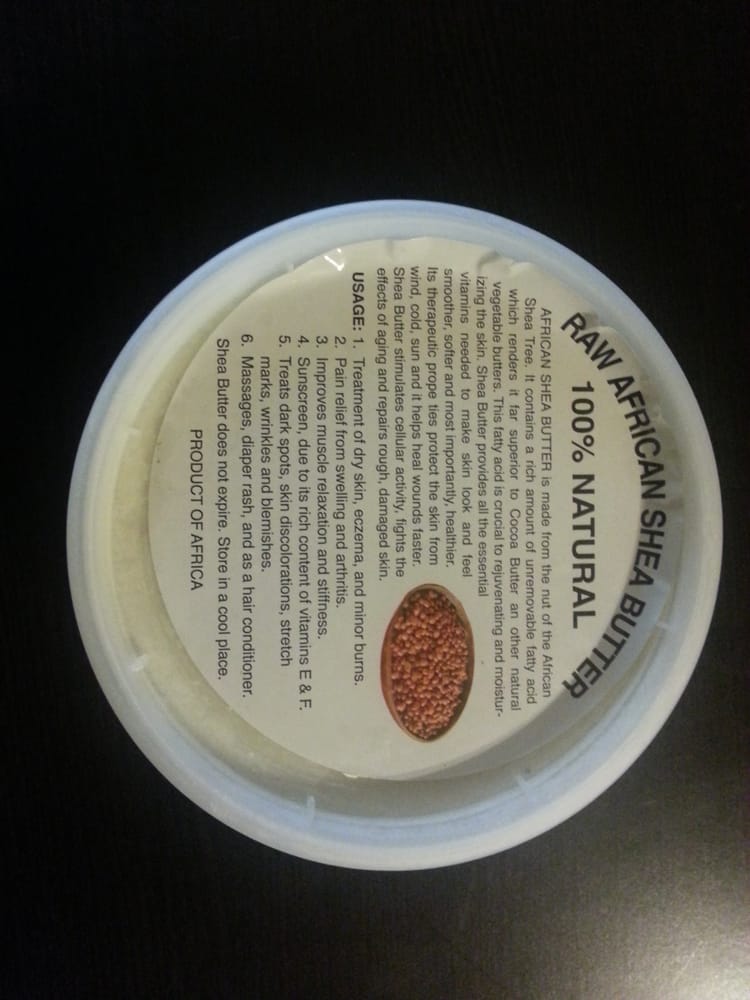 RAW AFRICAN SHEA BUTTER
100% NATURAL
AFRICAN SHEA BUTTER is made from the nut of the African
Shea Tree. It contains a rich amount of unremovable fatty acid
which renders it far superior to Cocoa Butter an other natural
vegetable butters. This fatty acid is crucial to rejuvenating and moistur-
izing the skin. Shea Butter provides all the essential
vitamins needed to make skin look and feel
smoother, softer and most importantly, healthier.
Its therapeutic prope ties protect the skin from
wind, cold, sun and it helps heal wounds faster.
Shea Butter stimulates cellular activity, fights the
effects of aging and repairs rough, damaged skin.
USAGE: 1. Treatment of dry skin, eczema, and minor burns.
2. Pain relief from swelling and arthritis.
3. Improves muscle relaxation and stiffness.
4. Sunscreen, due to its rich content of vitamins E & F.
5. Treats dark spots, skin discolorations, stretch
marks, wrinkles and blemishes.
6. Massages, diaper rash, and as a hair conditioner.
Shea Butter does not expire. Store in a cool place.
PRODUCT OF AFRICA